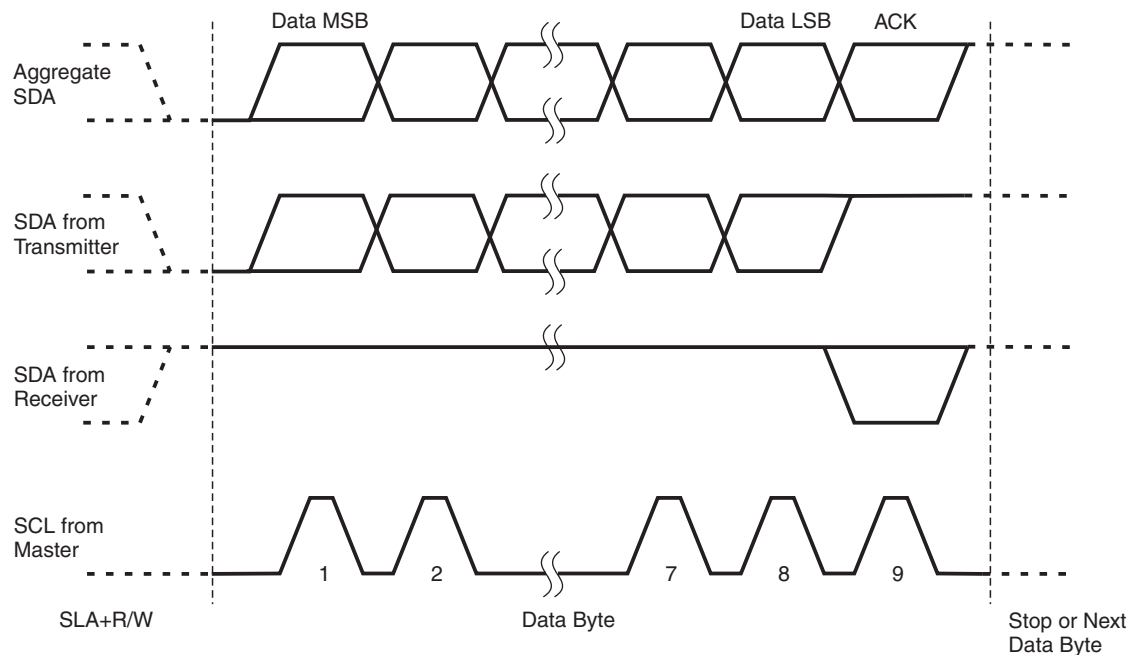 Data MSB
Data LSB
ACK
Aggregate
SDA
SDA from
Transmitter
SDA from
Receiver
SCL from
Master
1
2
7
8
9
SLA+R/W
Data Byte
Stop or Next
Data Byte